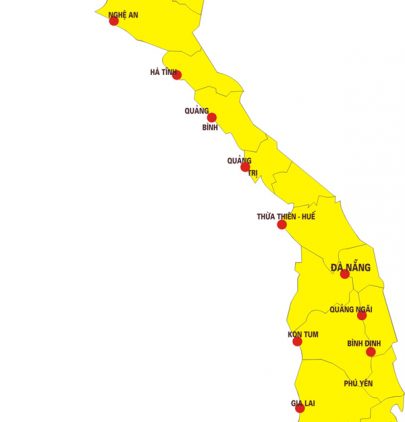 NGHỆ AN
HÀ TĨNH
QUẢNG
BÌNH
QUẢNG
TRỊ
THỪA THIÊN - HUẾ
ĐÀ NẴNG
QUẢNG NGÃI
KON TUM
BÌNH ĐỊNH
PHÚ YÊN
GIA LAI